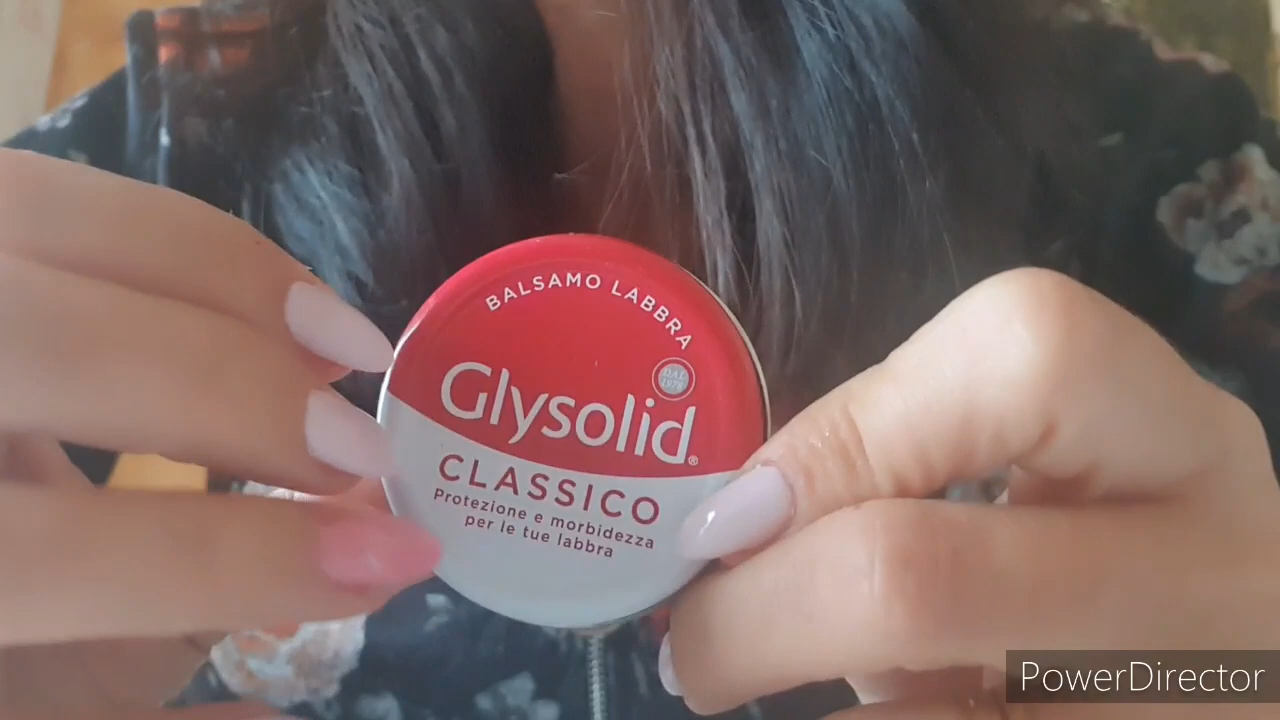 BALSAMO LABBRA
DAL
1978
Glysolid®
CLASSICO
Protezione e morbidezza
per le tue labbra
PowerDirector